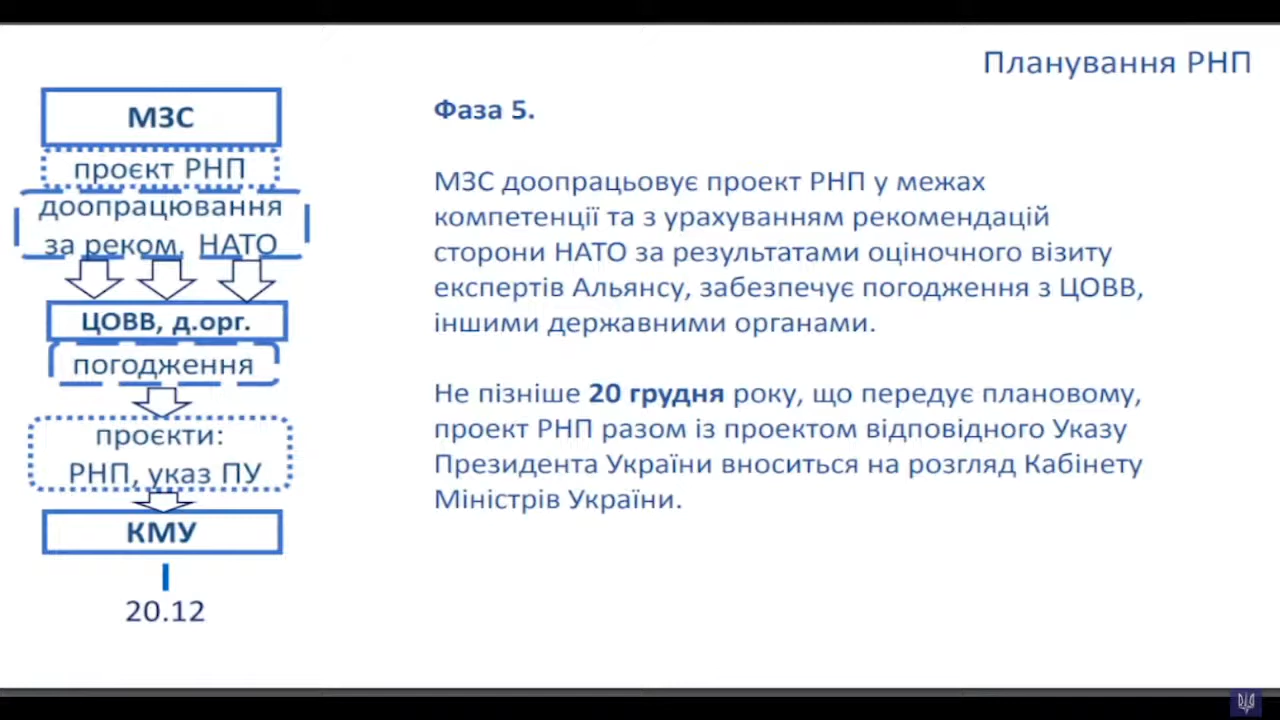 Планування РНП
МЗС
проєкт РНП
доопрацювання
за реком. НАТО
ЦОВВ, д.орг.
погодження
проєкти:
РНП, указ ПУ
КМУ
20.12
Фаза 5.
МЗС доопрацьовує проект РНП у межах
компетенції та з урахуванням рекомендацій
сторони НАТО за результатами оціночного візиту
експертів Альянсу, забезпечує погодження з ЦОВВ,
іншими державними органами.
Не пізніше 20 грудня року, що передує плановому,
проект РНП разом із проектом відповідного Указу
Президента України вноситься на розгляд Кабінету
Міністрів України.